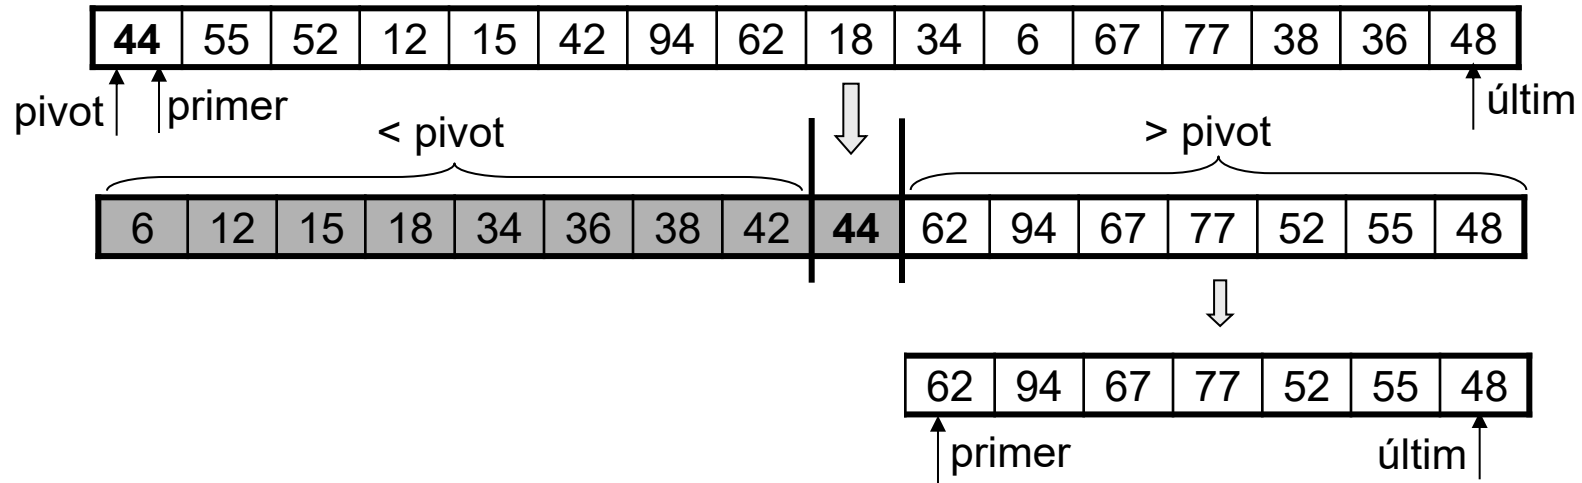 44 55 52 12 15 42 94 62 18 34 6 67 77 38 36 48
pivot primer últim
< pivot > pivot
6 12 15 18 34 36 38 42 44 62 94 67 77 52 55 48
62 94 67 77 52 55 48
primer últim